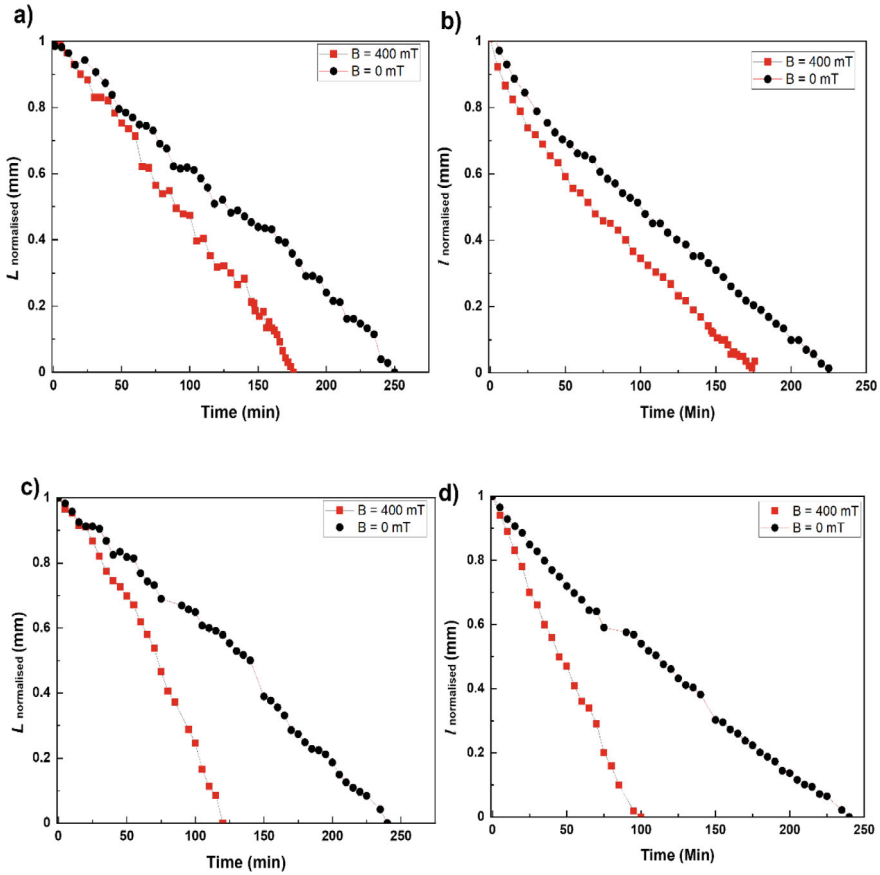 a)
B = 400 mT
B = 0 mT
1
0.8
0.6
0.4
0.2
0
L normalised (mm)
0 50 100 150 200 250
Time (min)
b)
B = 400 mT
B = 0 mT
1
0.8
0.6
0.4
0.2
0
l normalised (mm)
0 50 100 150 200 250
Time (Min)
c)
B = 400 mT
B = 0 mT
1
0.8
0.6
0.4
0.2
0
L normalised (mm)
0 50 100 150 200 250
Time (Min)
d)
B = 400 mT
B = 0 mT
1
0.8
0.6
0.4
0.2
0
l normalised (mm)
0 50 100 150 200 250
Time (Min)